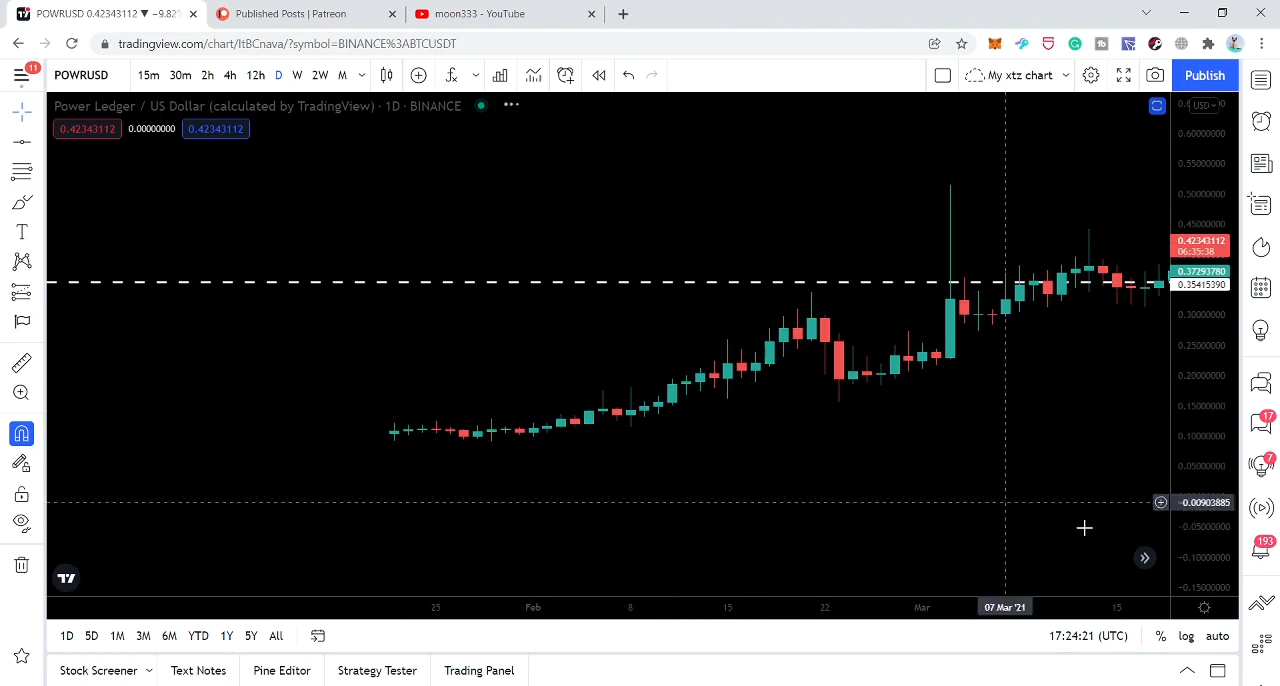 POWRUSD 0.42343112 ▼ −9.82%
Published Posts | Patreon
moon333 - YouTube
tradingview.com/chart/ItBCnava/?symbol=BINANCE%3ABTCUSDT
11
POWRUSD
15m 30m 2h 4h 12h D W 2W M
My xtz chart
Publish
Power Ledger / US Dollar (calculated by TradingView) · 1D · BINANCE
USD
0.42343112 0.00000000 0.42343112
0.60000000
0.55000000
0.50000000
0.45000000
0.42343112
06:35:38
0.37293780
0.35415390
0.30000000
0.25000000
0.20000000
0.15000000
0.10000000
0.05000000
−0.00903885
−0.05000000
−0.10000000
−0.15000000
17
7
193
25 Feb 8 15 22 Mar 07 Mar '21 15
1D 5D 1M 3M 6M YTD 1Y 5Y All
17:24:21 (UTC) % log auto
Stock Screener Text Notes Pine Editor Strategy Tester Trading Panel